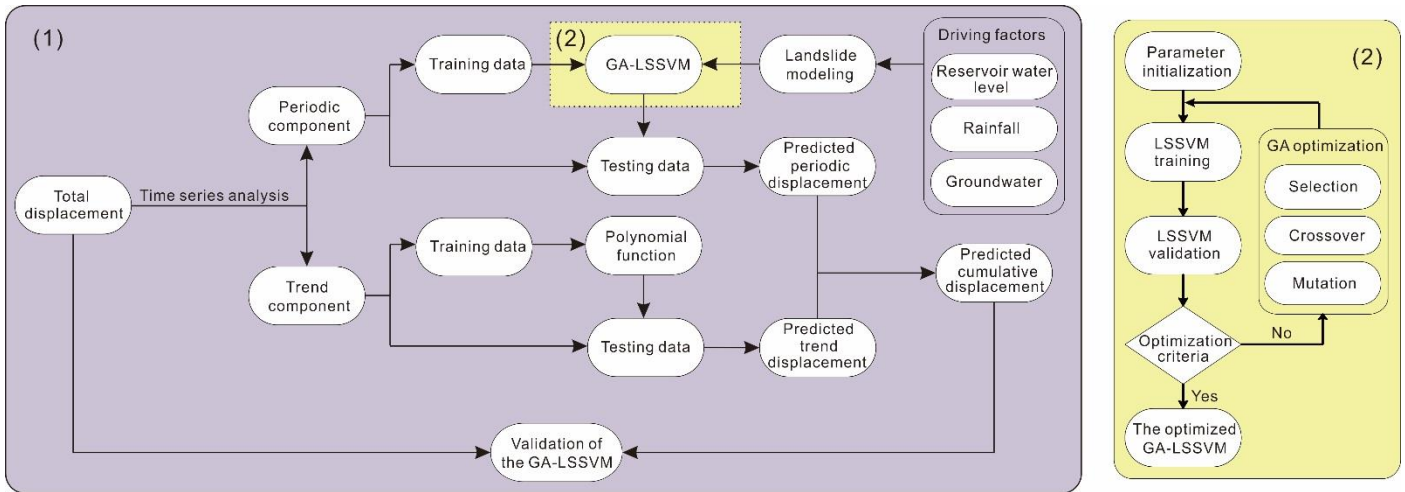 (1)
(2)
Training data
GA-LSSVM
Landslide
modeling
Driving factors
Reservoir water
level
Rainfall
Groundwater
Periodic
component
Testing data
Predicted
periodic
displacement
Total
displacement
Time series analysis
Training data
Polynomial
function
Trend
component
Testing data
Predicted
trend
displacement
Predicted
cumulative
displacement
Validation of
the GA-LSSVM
(2)
Parameter
initialization
LSSVM
training
LSSVM
validation
GA optimization
Selection
Crossover
Mutation
Optimization
criteria
No
Yes
The optimized
GA-LSSVM